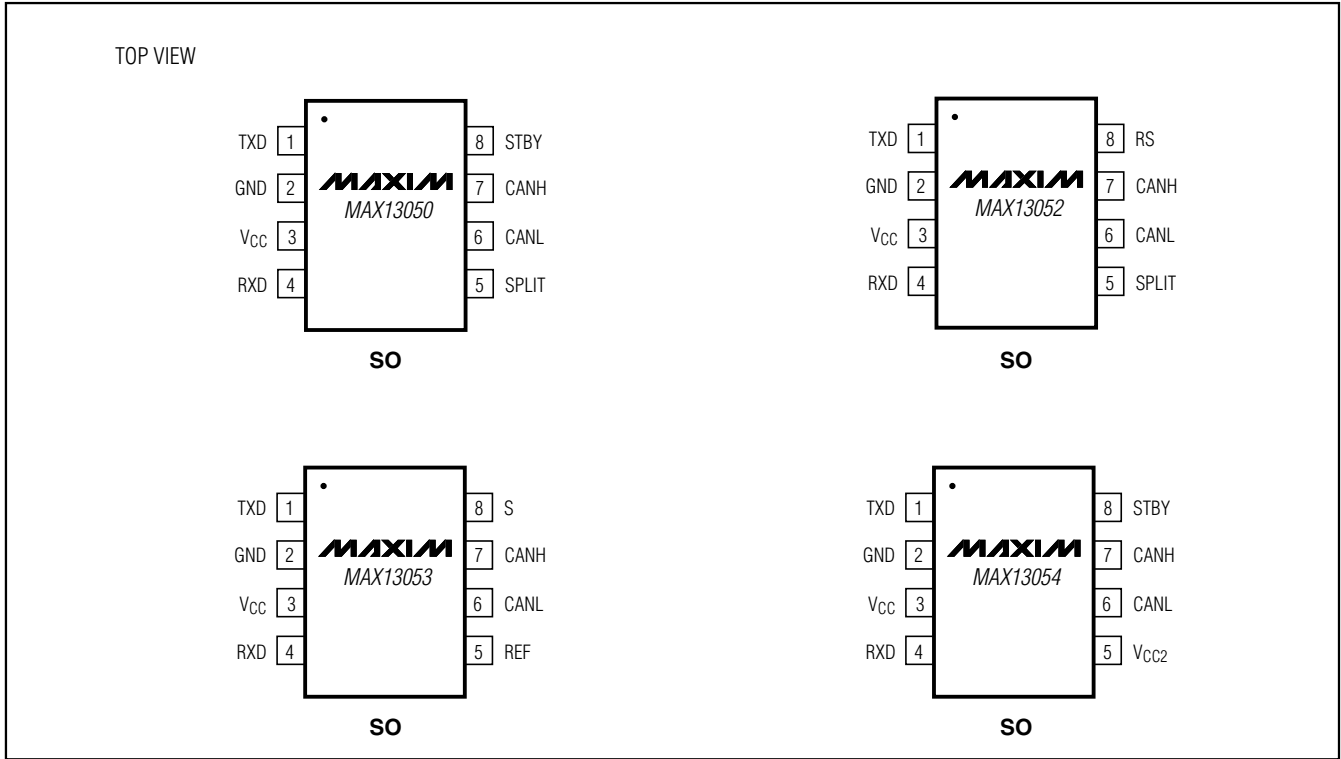 TOP VIEW
TXD 1
GND 2
VCC 3
RXD 4
MAXIM
MAX13050
8 STBY
7 CANH
6 CANL
5 SPLIT
SO
TXD 1
GND 2
VCC 3
RXD 4
MAXIM
MAX13052
8 RS
7 CANH
6 CANL
5 SPLIT
SO
TXD 1
GND 2
VCC 3
RXD 4
MAXIM
MAX13053
8 S
7 CANH
6 CANL
5 REF
SO
TXD 1
GND 2
VCC 3
RXD 4
MAXIM
MAX13054
8 STBY
7 CANH
6 CANL
5 VCC2
SO